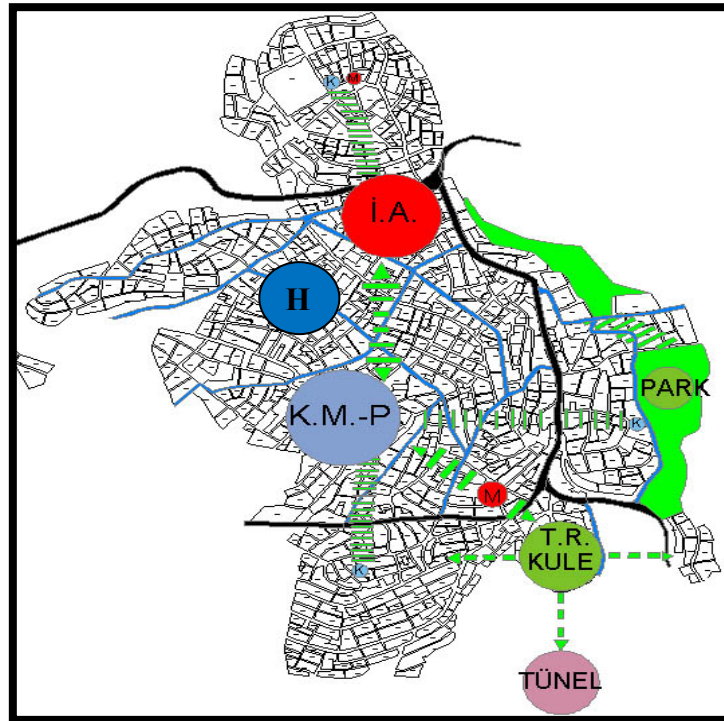 K M
İ.A.
H
K.M.-P
PARK
K
M
T.R.
KULE
K
TÜNEL